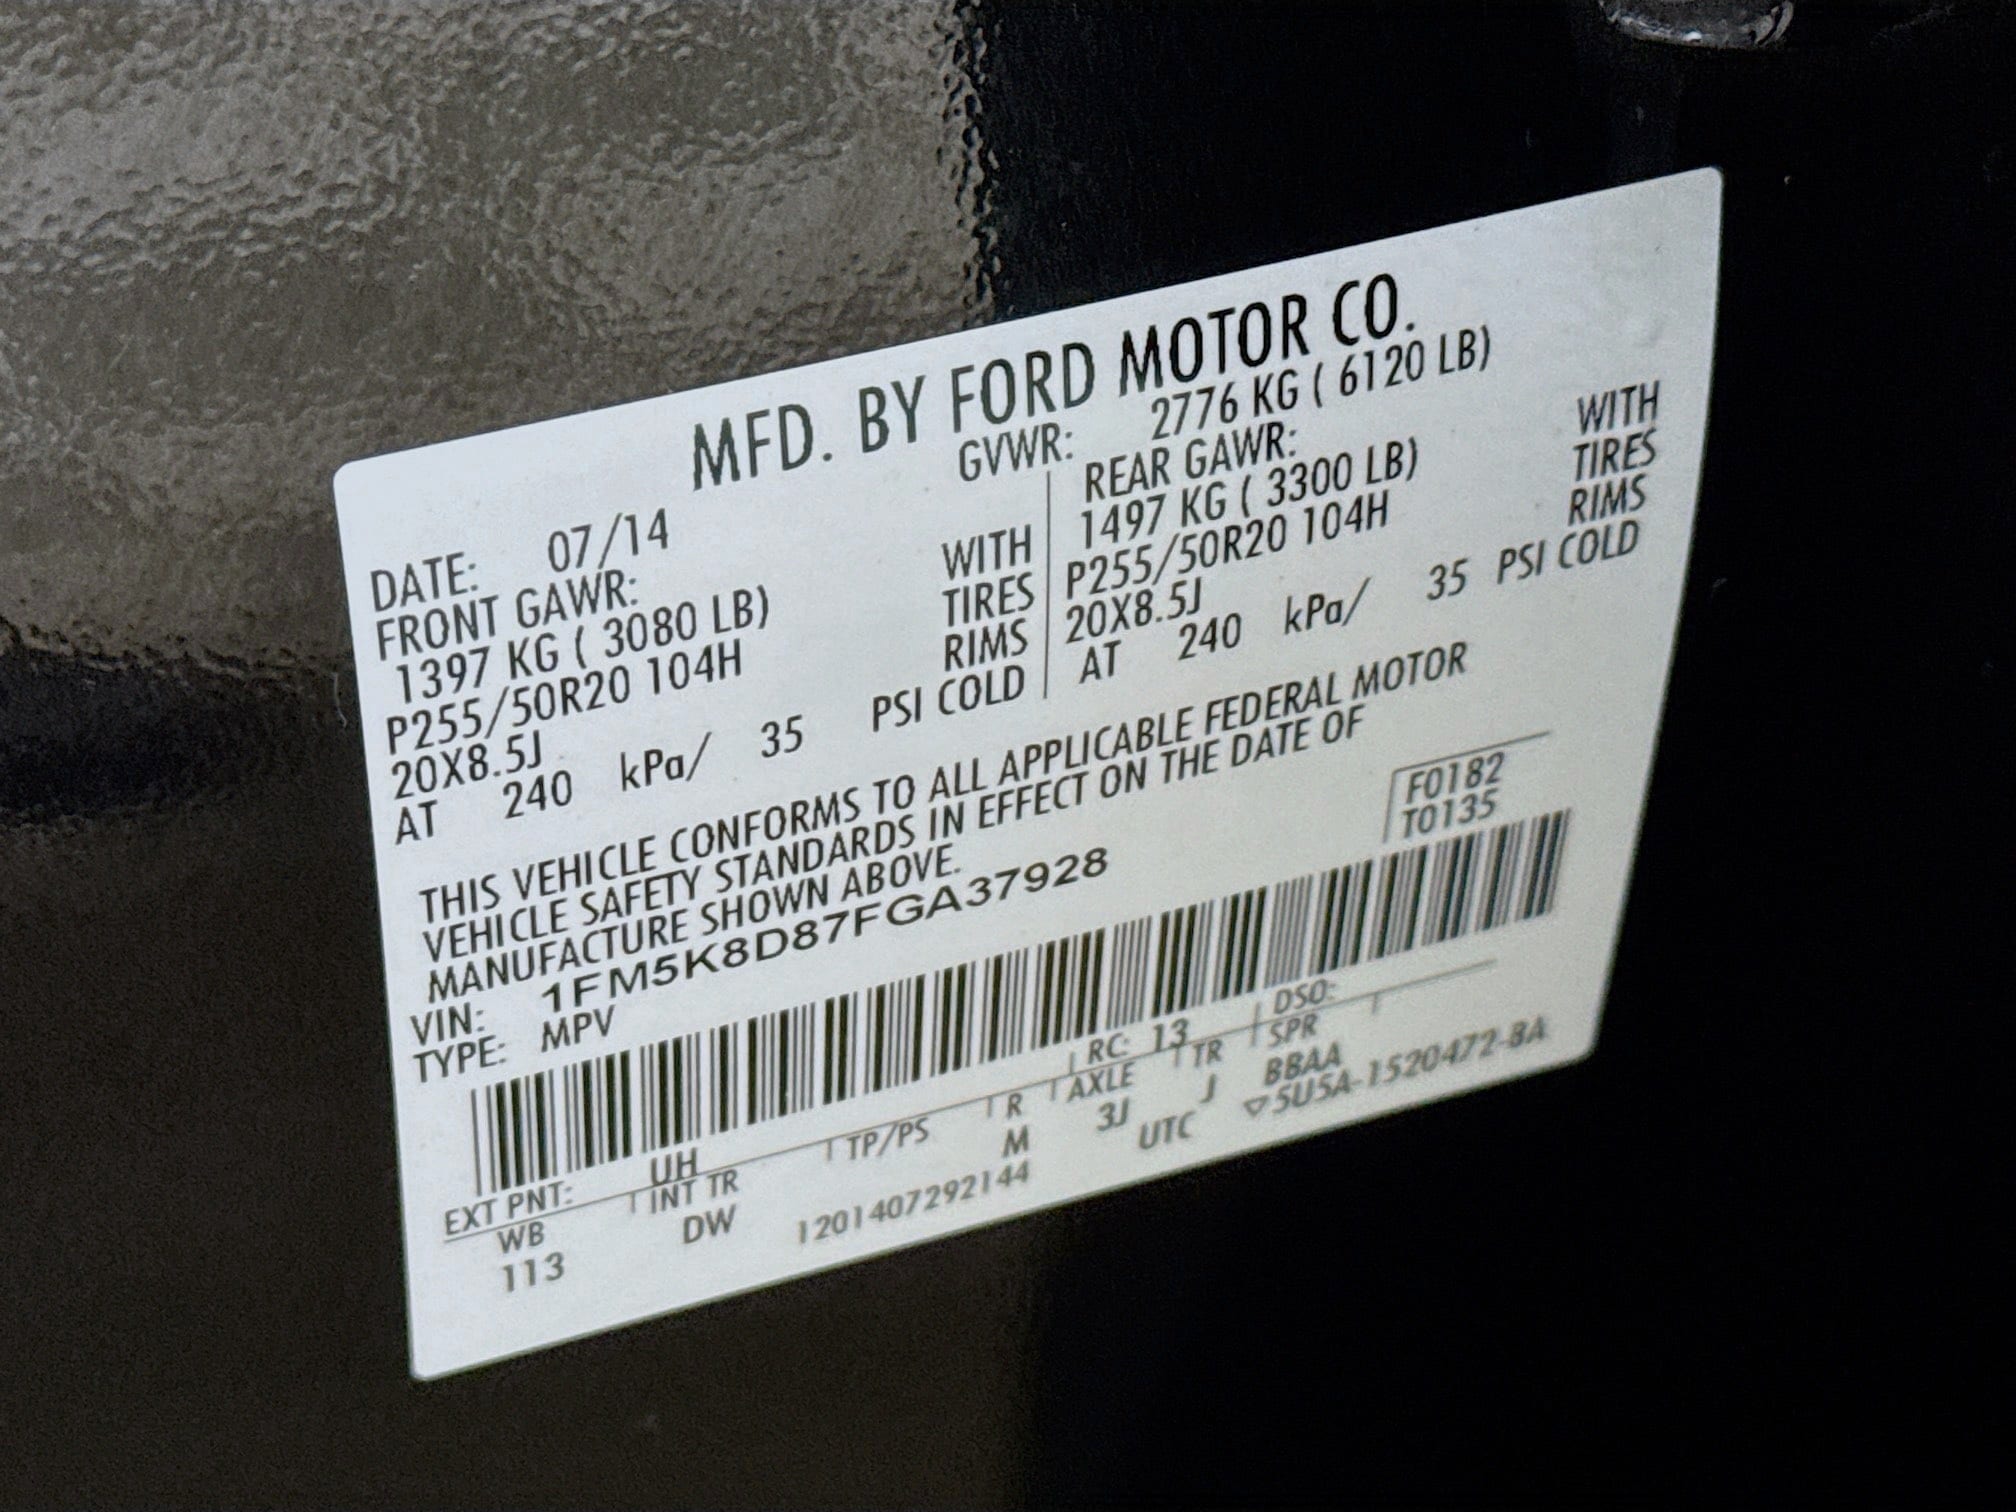 MFD. BY FORD MOTOR CO.
DATE: 07/14 GVWR: 2776 KG ( 6120 LB)
FRONT GAWR:
1397 KG ( 3080 LB) WITH
P255/50R20 104H TIRES
20X8.5J RIMS
AT 240 kPa/ 35 PSI COLD
REAR GAWR:
1497 KG ( 3300 LB) WITH
P255/50R20 104H TIRES
20X8.5J RIMS
AT 240 kPa/ 35 PSI COLD
THIS VEHICLE CONFORMS TO ALL APPLICABLE FEDERAL MOTOR
VEHICLE SAFETY STANDARDS IN EFFECT ON THE DATE OF
MANUFACTURE SHOWN ABOVE.
VIN: 1FM5K8D87FGA37928
TYPE: MPV
F0182
T0135
EXT PNT: UH RC: 13 DSO:
WB INT TR TP/PS R AXLE TR SPR
113 DW M 3J J BBAA
1201407292144 UTC ▽5U5A-1520472-BA